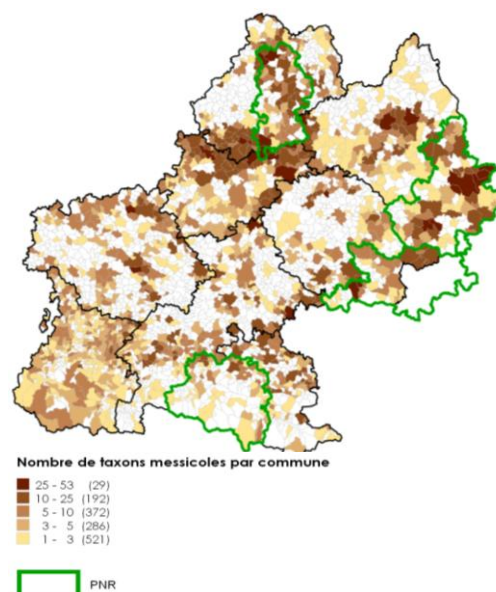 Nombre de taxons messicoles par commune
25 - 53 (29)
10 - 25 (192)
5 - 10 (372)
3 - 5 (286)
1 - 3 (521)
PNR